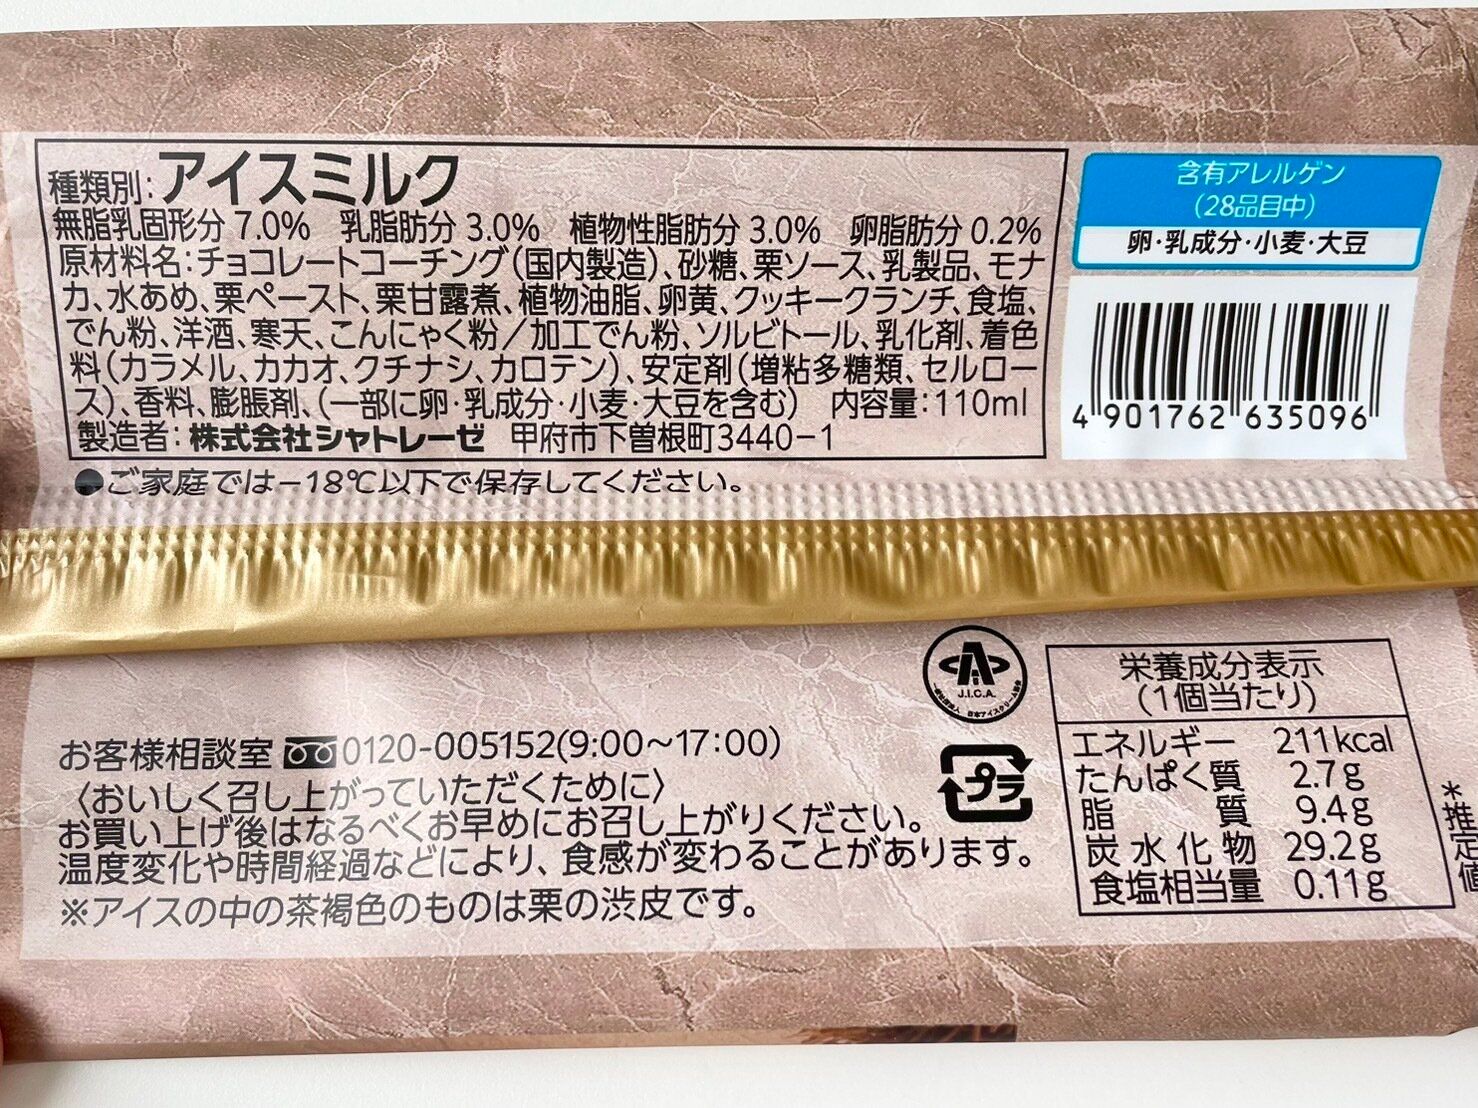 種類別:アイスミルク
無脂乳固形分 7.0% 乳脂肪分 3.0% 植物性脂肪分 3.0% 卵脂肪分 0.2%
原材料名:チョコレートコーチング(国内製造)、砂糖、栗ソース、乳製品、モナ
カ、水あめ、栗ペースト、栗甘露煮、植物油脂、卵黄、クッキークランチ、食塩、
でん粉、洋酒、寒天、こんにゃく粉/加工でん粉、ソルビトール、乳化剤、着色
料(カラメル、カカオ、クチナシ、カロテン)、安定剤(増粘多糖類、セルロー
ス)、香料、膨脹剤、(一部に卵・乳成分・小麦・大豆を含む) 内容量:110ml
製造者:株式会社シャトレーゼ 甲府市下曽根町3440-1
●ご家庭では-18℃以下で保存してください。
含有アレルゲン
(28品目中)
卵・乳成分・小麦・大豆
4 901762 635096
お客様相談室 0120-005152(9:00~17:00)
〈おいしく召し上がっていただくために〉
お買い上げ後はなるべくお早めにお召し上がりください。
温度変化や時間経過などにより、食感が変わることがあります。
※アイスの中の茶褐色のものは栗の渋皮です。
J.I.C.A.
プラ
栄養成分表示
(1個当たり)
エネルギー 211kcal
たんぱく質 2.7g
脂質 9.4g
炭水化物 29.2g
食塩相当量 0.11g
*推定値